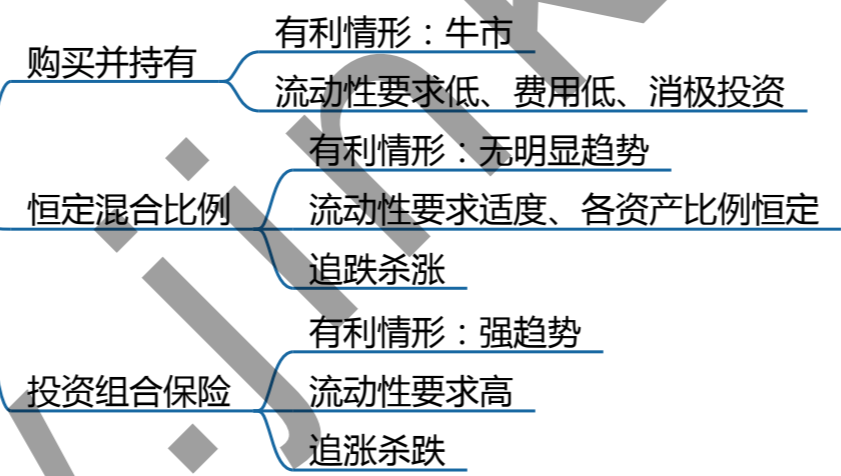 购买并持有
有利情形：牛市
流动性要求低、费用低、消极投资
恒定混合比例
有利情形：无明显趋势
流动性要求适度、各资产比例恒定
追跌杀涨
投资组合保险
有利情形：强趋势
流动性要求高
追涨杀跌